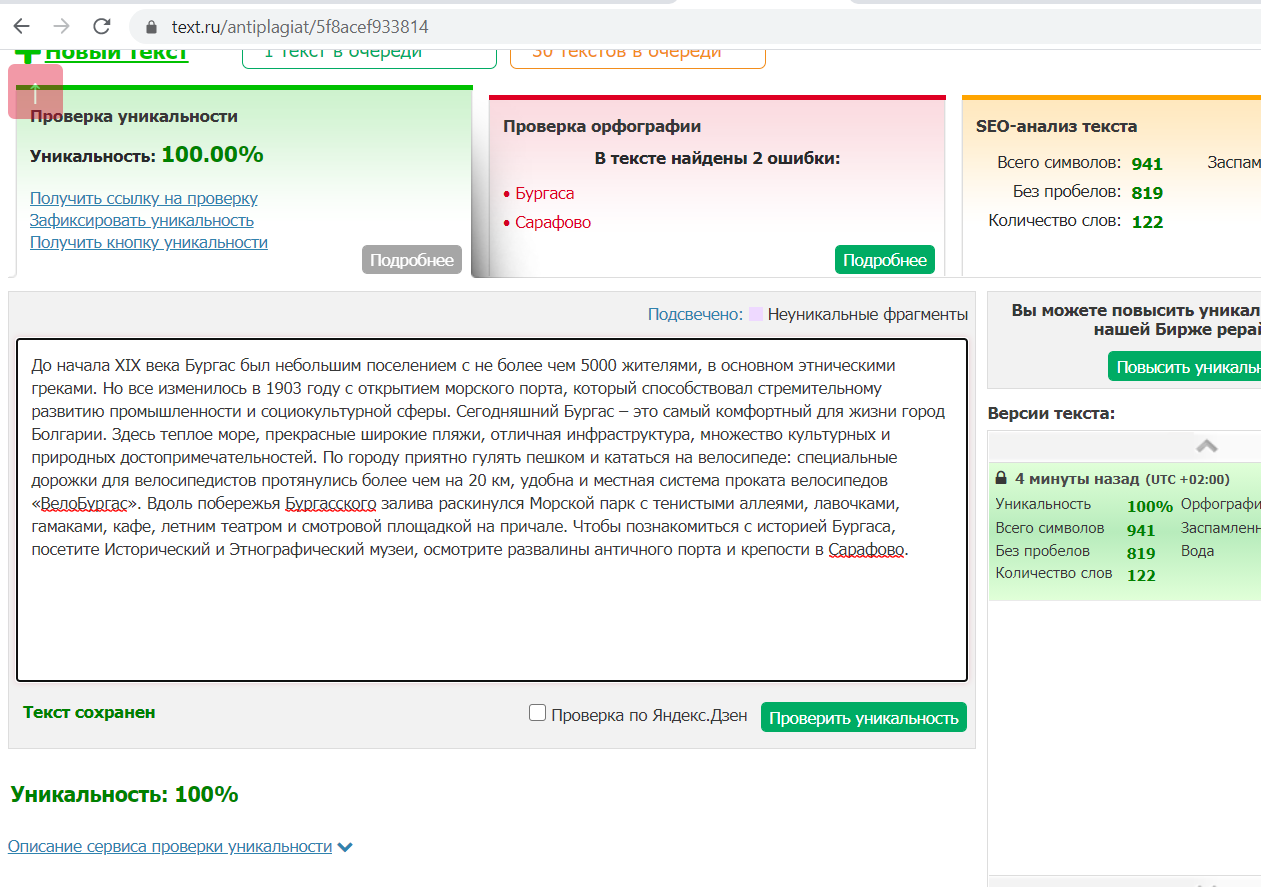 text.ru/antiplagiat/5f8acef933814
Новый текст
1 текст в очереди
30 текстов в очереди
↑
Проверка уникальности
Уникальность: 100.00%
Получить ссылку на проверку
Зафиксировать уникальность
Получить кнопку уникальности
Подробнее
Проверка орфографии
В тексте найдены 2 ошибки:
• Бургаса
• Сарафово
Подробнее
SEO-анализ текста
Всего символов: 941 Заспам
Без пробелов: 819
Количество слов: 122
Подсвечено: Неуникальные фрагменты
До начала XIX века Бургас был небольшим поселением с не более чем 5000 жителями, в основном этническими
греками. Но все изменилось в 1903 году с открытием морского порта, который способствовал стремительному
развитию промышленности и социокультурной сферы. Сегодняшний Бургас – это самый комфортный для жизни город
Болгарии. Здесь теплое море, прекрасные широкие пляжи, отличная инфраструктура, множество культурных и
природных достопримечательностей. По городу приятно гулять пешком и кататься на велосипеде: специальные
дорожки для велосипедистов протянулись более чем на 20 км, удобна и местная система проката велосипедов
«ВелоБургас». Вдоль побережья Бургасского залива раскинулся Морской парк с тенистыми аллеями, лавочками,
гамаками, кафе, летним театром и смотровой площадкой на причале. Чтобы познакомиться с историей Бургаса,
посетите Исторический и Этнографический музеи, осмотрите развалины античного порта и крепости в Сарафово.
Текст сохранен
Проверка по Яндекс.Дзен
Проверить уникальность
Уникальность: 100%
Описание сервиса проверки уникальности
Вы можете повысить уникал
нашей Бирже рерай
Повысить уникальн
Версии текста:
4 минуты назад (UTC +02:00)
Уникальность 100% Орфографи
Всего символов 941 Заспамленн
Без пробелов 819 Вода
Количество слов 122